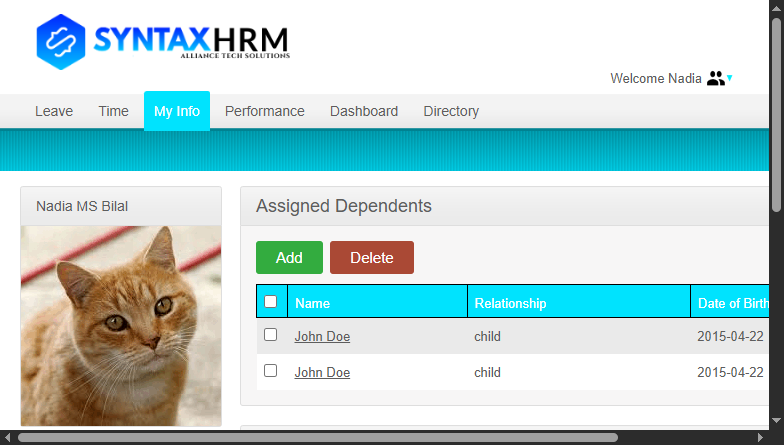 SYNTAXHRM
ALLIANCE TECH SOLUTIONS
Welcome Nadia
Leave Time My Info Performance Dashboard Directory
Nadia MS Bilal
Assigned Dependents
Add Delete
Name Relationship Date of Birth
John Doe child 2015-04-22
John Doe child 2015-04-22